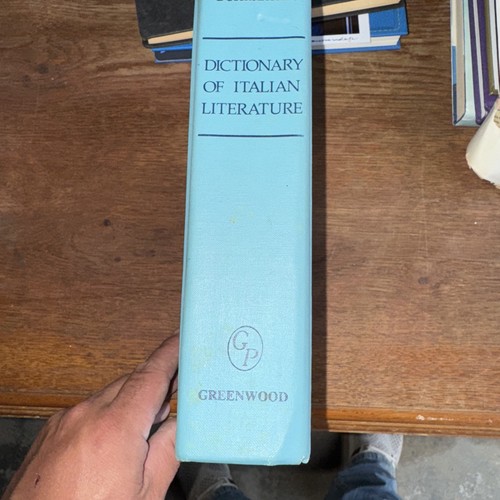 DICTIONARY
OF ITALIAN
LITERATURE
GP
GREENWOOD